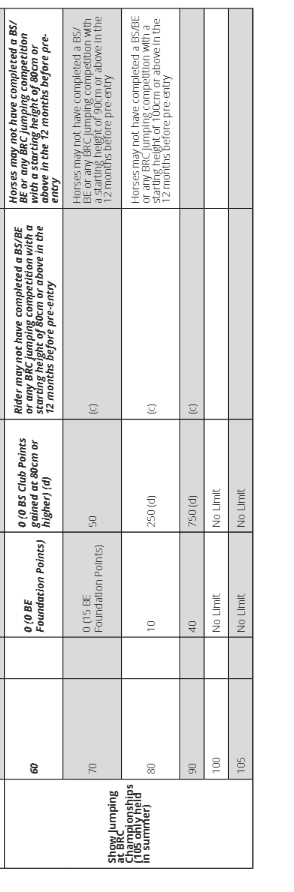 Show Jumping
at BRC
Championships
(105 only held
in summer)
60
0 (0 BE
Foundation Points)
0 (0 BS Club Points
gained at 80cm or
higher) (d)
Rider may not have completed a BS/BE
or any BRC jumping competition with a
starting height of 80cm or above in the
12 months before pre-entry
Horses may not have completed a BS/
BE or any BRC jumping competition
with a starting height of 80cm or
above in the 12 months before pre-
entry
70
0 (15 BE
Foundation Points)
50
(c)
Horses may not have completed a BS/
BE or any BRC jumping competition with
a starting height of 90cm or above in the
12 months before pre-entry
80
10
250 (d)
(c)
Horses may not have completed a BS/BE
or any BRC jumping competition with a
starting height of 100cm or above in the
12 months before pre-entry
90
40
750 (d)
(c)
100
No Limit
No Limit
105
No Limit
No Limit